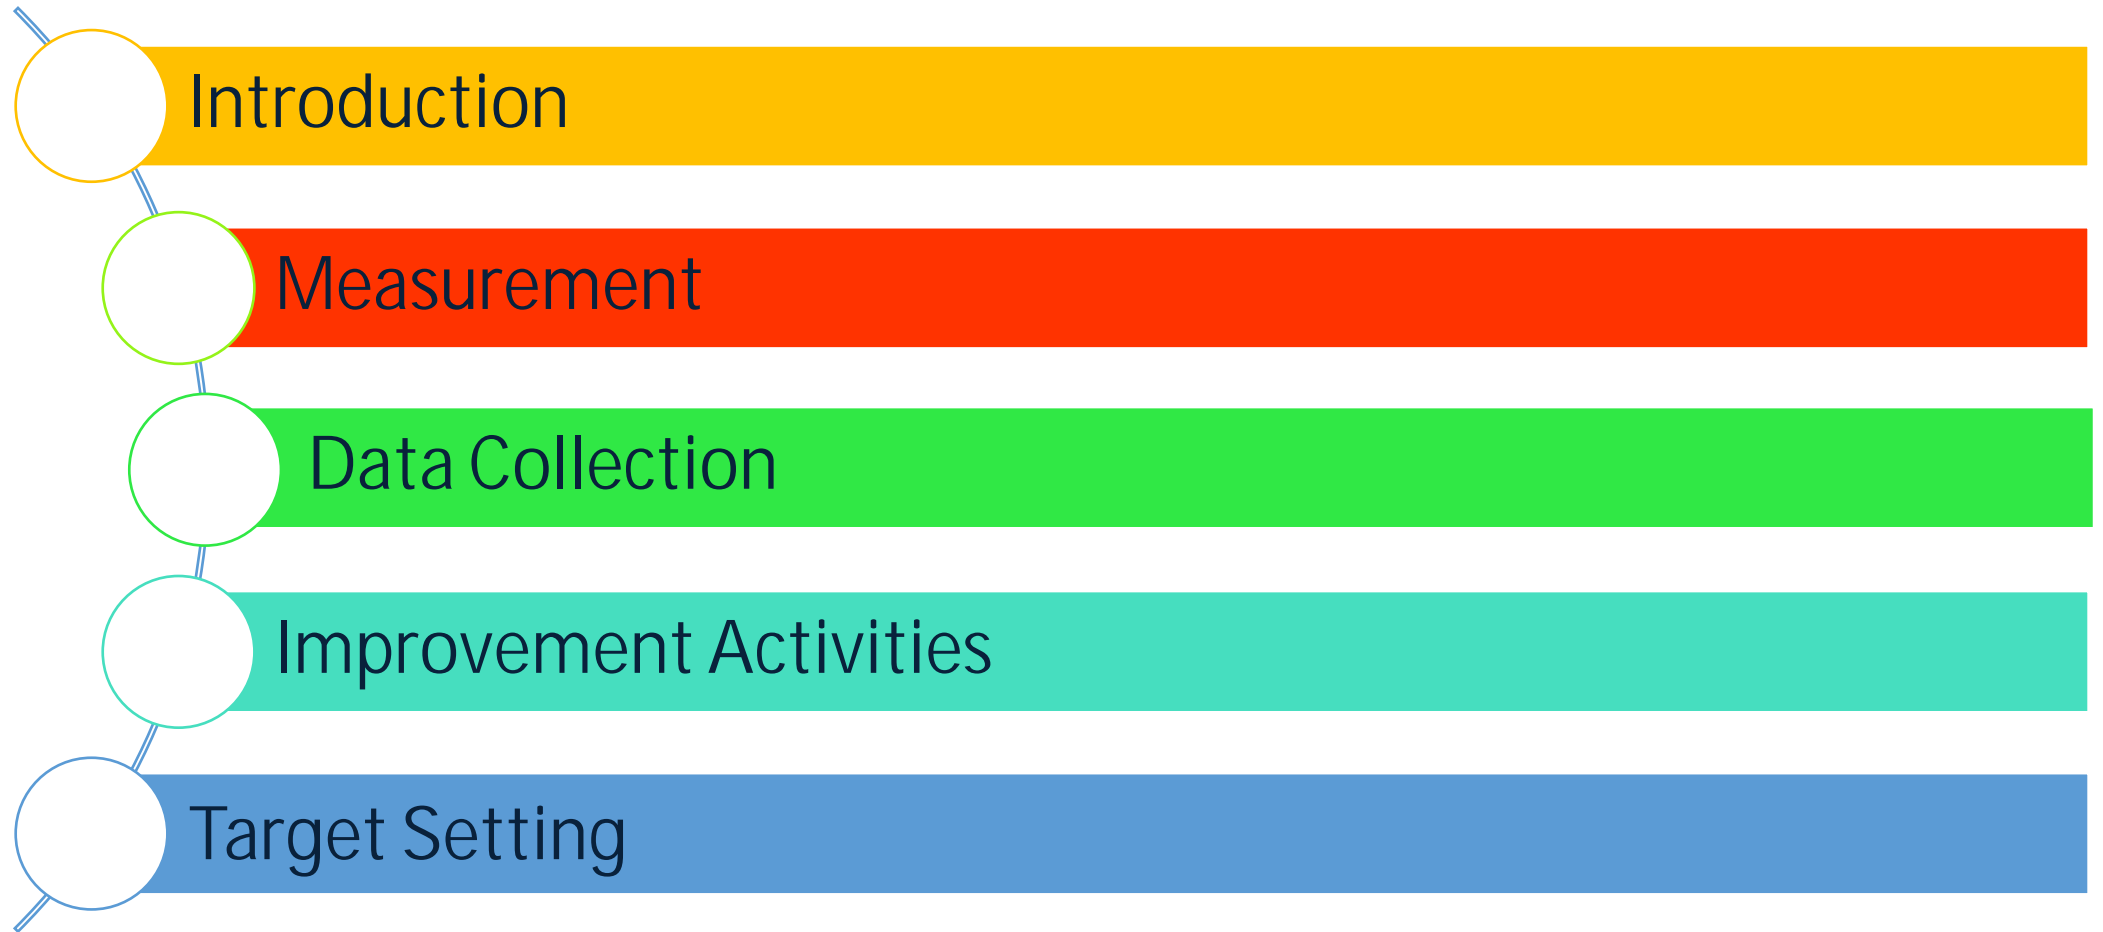 Introduction
Measurement
Data Collection
Improvement Activities
Target Setting